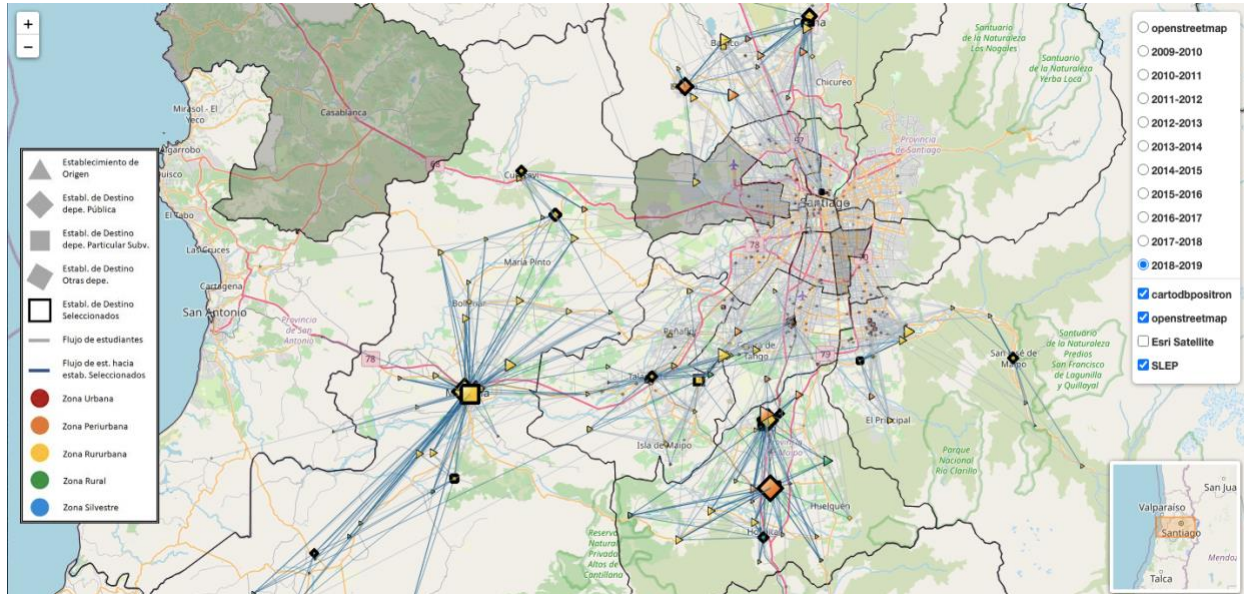 +
−
Establecimiento de
Origen
Establ. de Destino
depe. Pública
Establ. de Destino
depe. Particular Subv.
Establ. de Destino
Otras depe.
Establ. de Destino
Seleccionados
Flujo de estudiantes
Flujo de est. hacia
estab. Seleccionados
Zona Urbana
Zona Periurbana
Zona Rururbana
Zona Rural
Zona Silvestre
Mirasol - El
Yeco
Casablanca
El Tabo
Las Cruces
Cartagena
San Antonio
Provincia
de San
Antonio
78
68
María Pinto
Isla de Maipo
Santiago
Chicureo
Provincia
de Santiago
78
79
El Principal
Huelquén
San José de
Maipo
Santuario
de la Naturaleza
Los Nogales
Santuario
de la Naturaleza
Yerba Loca
Santuario
de la Naturaleza
Predios
San Francisco
de Lagunilla
y Quillayal
Parque
Nacional
Río Clarillo
Reserva
Natural
Privada
Altos de
Cantillana
openstreetmap
2009-2010
2010-2011
2011-2012
2012-2013
2013-2014
2014-2015
2015-2016
2016-2017
2017-2018
2018-2019
cartodbpositron
openstreetmap
Esri Satellite
SLEP
San Jua
Valparaíso
Santiago
Mendoz
Talca